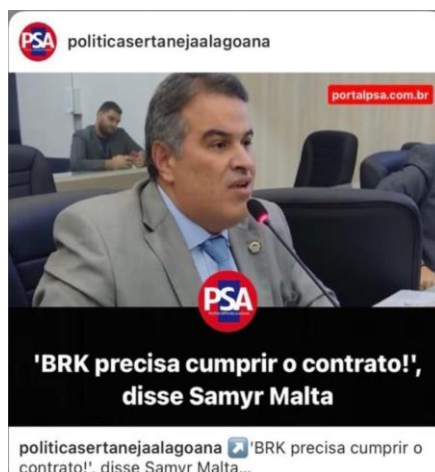 PSA politicasertanejaalagoana
portalpsa.com.br
PSA
'BRK precisa cumprir o contrato!',
disse Samyr Malta
politicasertanejaalagoana ↗️'BRK precisa cumprir o
contrato!', disse Samyr Malta...